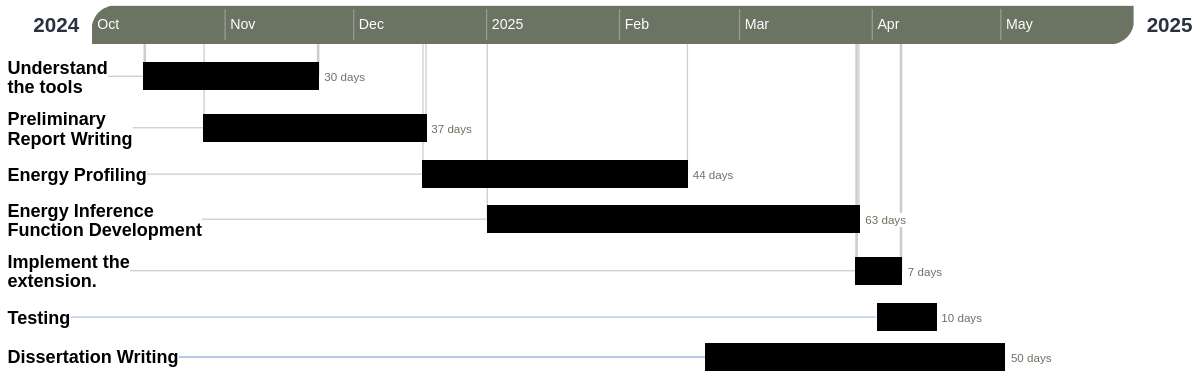 2024 Oct Nov Dec 2025 Feb Mar Apr May 2025
Understand
the tools
30 days
Preliminary
Report Writing
37 days
Energy Profiling 44 days
Energy Inference
Function Development
63 days
Implement the
extension.
7 days
Testing 10 days
Dissertation Writing 50 days